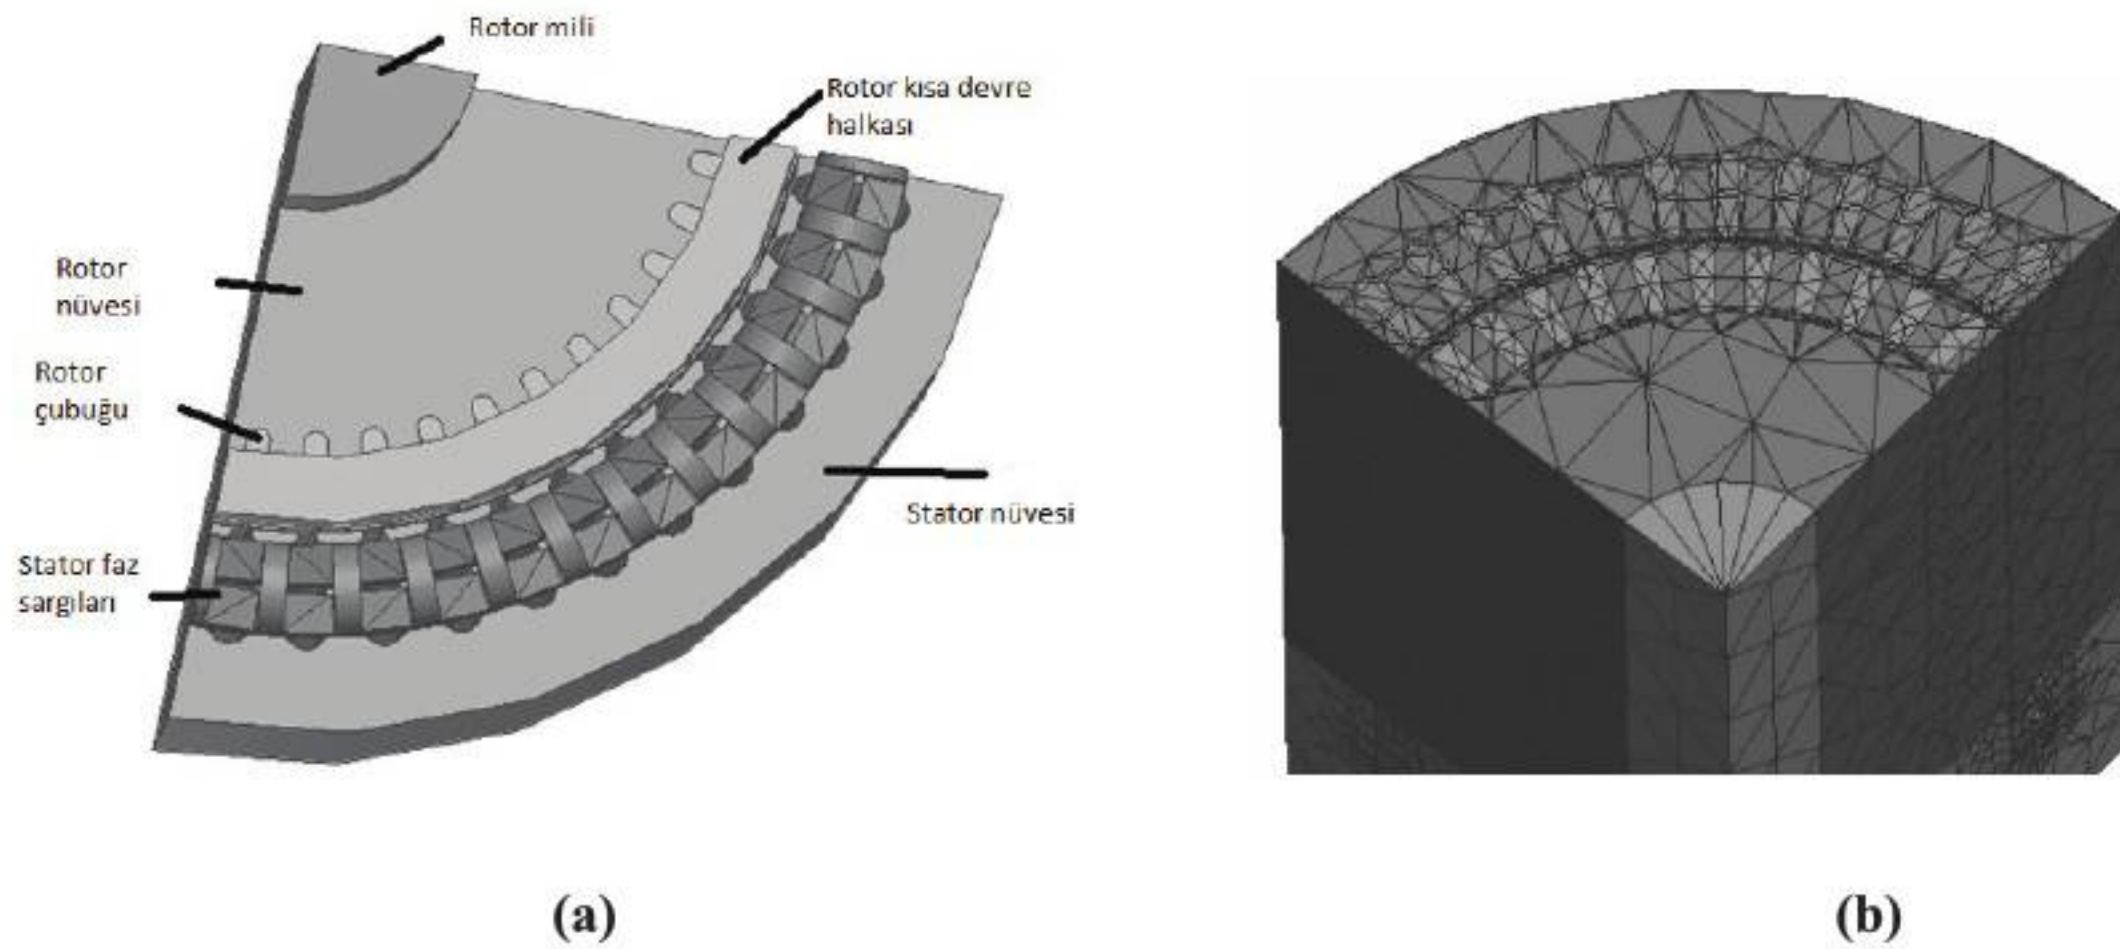 Rotor mili
Rotor kısa devre
halkası
Rotor
nüvesi
Rotor
çubuğu
Stator nüvesi
Stator faz
sargıları
(a)
(b)